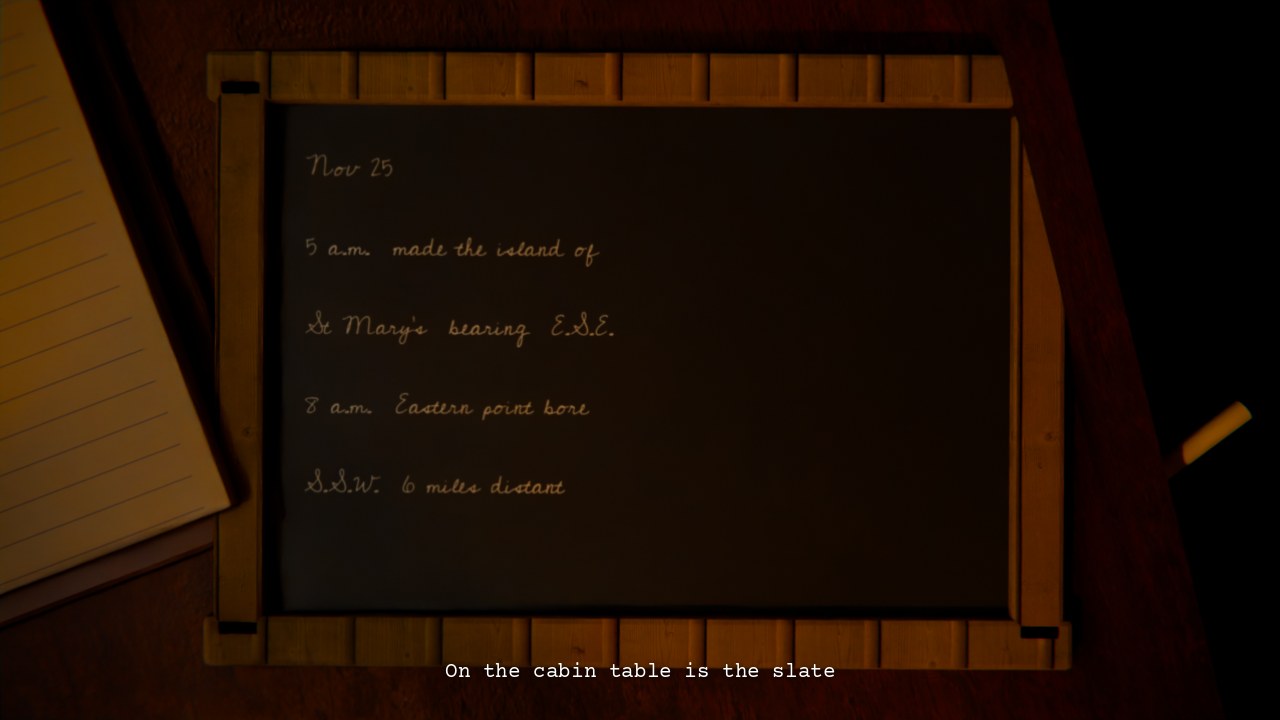 Nov 25
5 a.m. made the island of
St Mary's bearing E.S.E.
8 a.m. Eastern point bore
S.S.W. 6 miles distant
On the cabin table is the slate